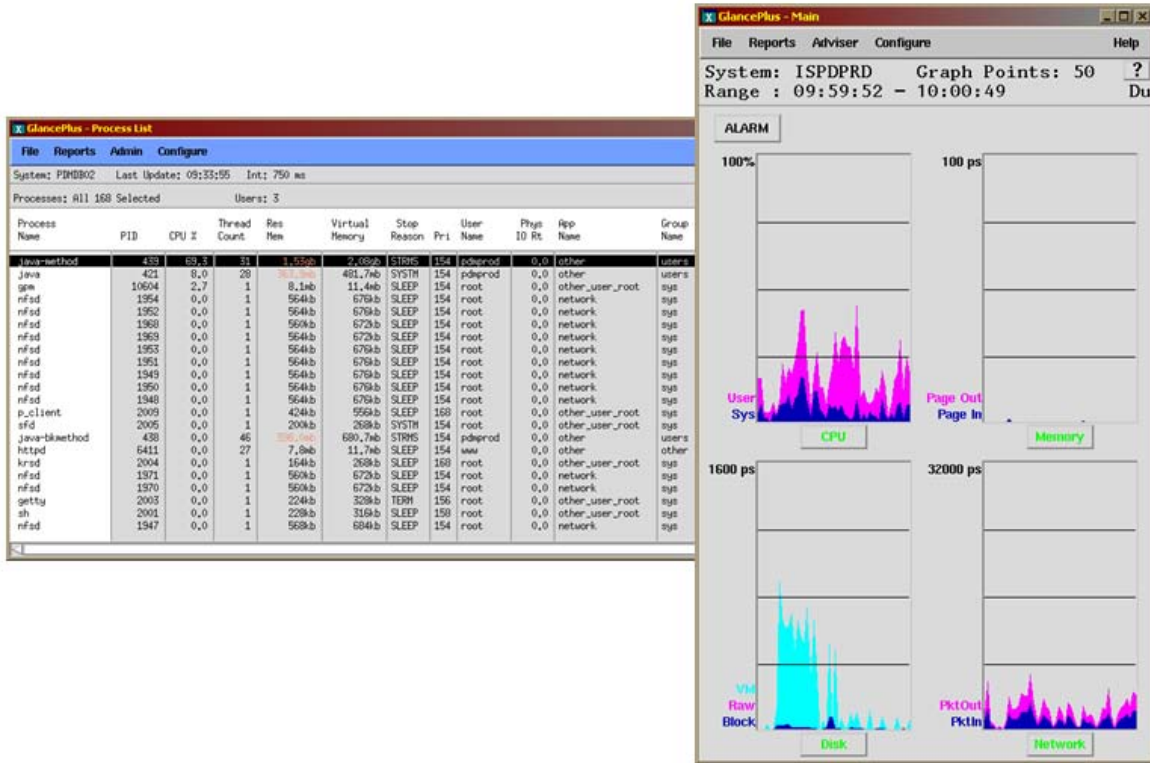 GlancePlus - Process List
File Reports Admin Configure
System: PDMDB02 Last Update: 09:33:55 Int: 750 ms
Processes: All 168 Selected Users: 3
Process Name PID CPU % Thread Count Res Mem Virtual Memory Stop Reason Pri User Name Phys IO Rt App Name Group Name
java-method 439 69.3 31 1.53gb 2.08gb STRMS 154 pdmprod 0.0 other users
java 421 8.0 28 481.7mb SYSTM 154 pdmprod 0.0 other users
gpm 10604 2.7 1 8.1mb 11.4mb SLEEP 154 root 0.0 other_user_root sys
nfsd 1954 0.0 1 564kb 676kb SLEEP 154 root 0.0 network sys
nfsd 1952 0.0 1 564kb 676kb SLEEP 154 root 0.0 network sys
nfsd 1968 0.0 1 560kb 672kb SLEEP 154 root 0.0 network sys
nfsd 1969 0.0 1 560kb 672kb SLEEP 154 root 0.0 network sys
nfsd 1953 0.0 1 564kb 676kb SLEEP 154 root 0.0 network sys
nfsd 1951 0.0 1 564kb 676kb SLEEP 154 root 0.0 network sys
nfsd 1949 0.0 1 564kb 676kb SLEEP 154 root 0.0 network sys
nfsd 1950 0.0 1 564kb 676kb SLEEP 154 root 0.0 network sys
nfsd 1948 0.0 1 564kb 676kb SLEEP 154 root 0.0 network sys
p_client 2009 0.0 1 424kb 556kb SLEEP 168 root 0.0 other_user_root sys
sfd 2005 0.0 1 200kb 268kb SYSTM 154 root 0.0 other_user_root sys
java-bkmethod 438 0.0 46 680.7mb STRMS 154 pdmprod 0.0 other users
httpd 6411 0.0 27 7.8mb 11.7mb SLEEP 154 www 0.0 other other
krsd 2004 0.0 1 164kb 268kb SLEEP 168 root 0.0 other_user_root sys
nfsd 1971 0.0 1 560kb 672kb SLEEP 154 root 0.0 network sys
nfsd 1970 0.0 1 560kb 672kb SLEEP 154 root 0.0 network sys
getty 2003 0.0 1 224kb 328kb TERM 156 root 0.0 other_user_root sys
sh 2001 0.0 1 228kb 316kb SLEEP 158 root 0.0 other_user_root sys
nfsd 1947 0.0 1 568kb 684kb SLEEP 154 root 0.0 network sys
GlancePlus - Main
File Reports Adviser Configure Help
System: ISPDPRD Graph Points: 50 ?
Range : 09:59:52 - 10:00:49 Du
ALARM
100%
User
Sys
CPU
100 ps
Page Out
Page In
Memory
1600 ps
VM
Raw
Block
Disk
32000 ps
PktOut
PktIn
Network